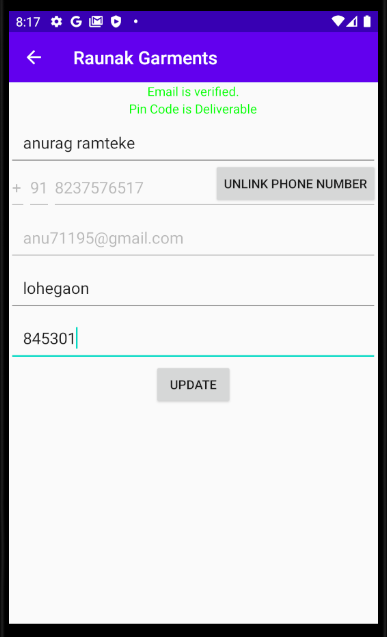 8:17
Raunak Garments
Email is verified.
Pin Code is Deliverable
anurag ramteke
+ 91 8237576517 UNLINK PHONE NUMBER
anu71195@gmail.com
lohegaon
845301
UPDATE